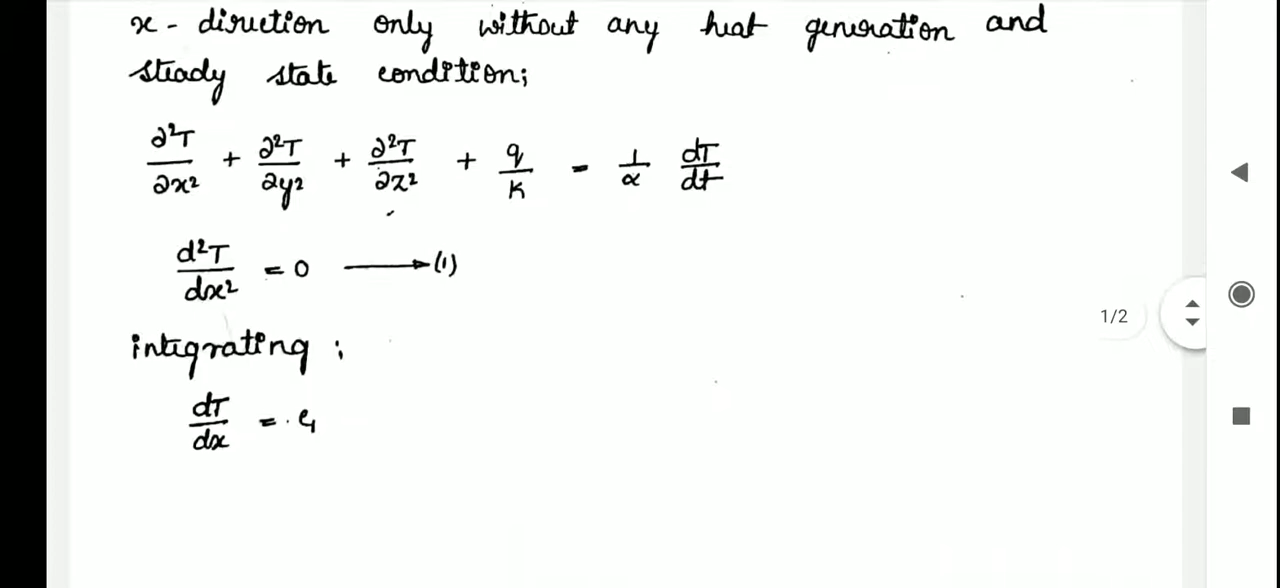 x - direction only without any heat generation and
steady state condition;
∂²T/∂x² + ∂²T/∂y² + ∂²T/∂z² + q/k = 1/α dT/dt
d²T/dx² = 0 ⟶ (1)
1/2
integrating :
dT/dx = c₁